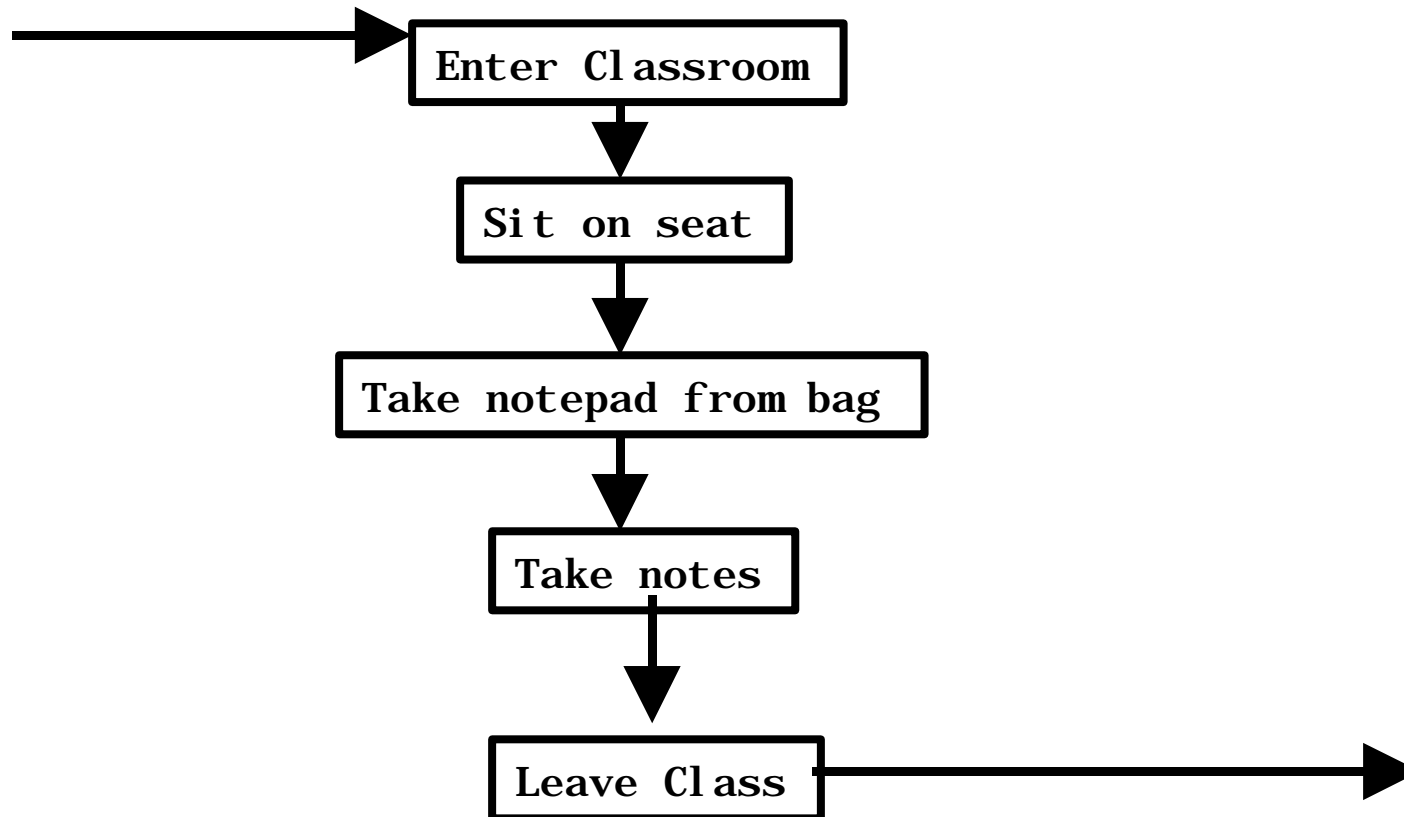 Enter Classroom
Sit on seat
Take notepad from bag
Take notes
Leave Class